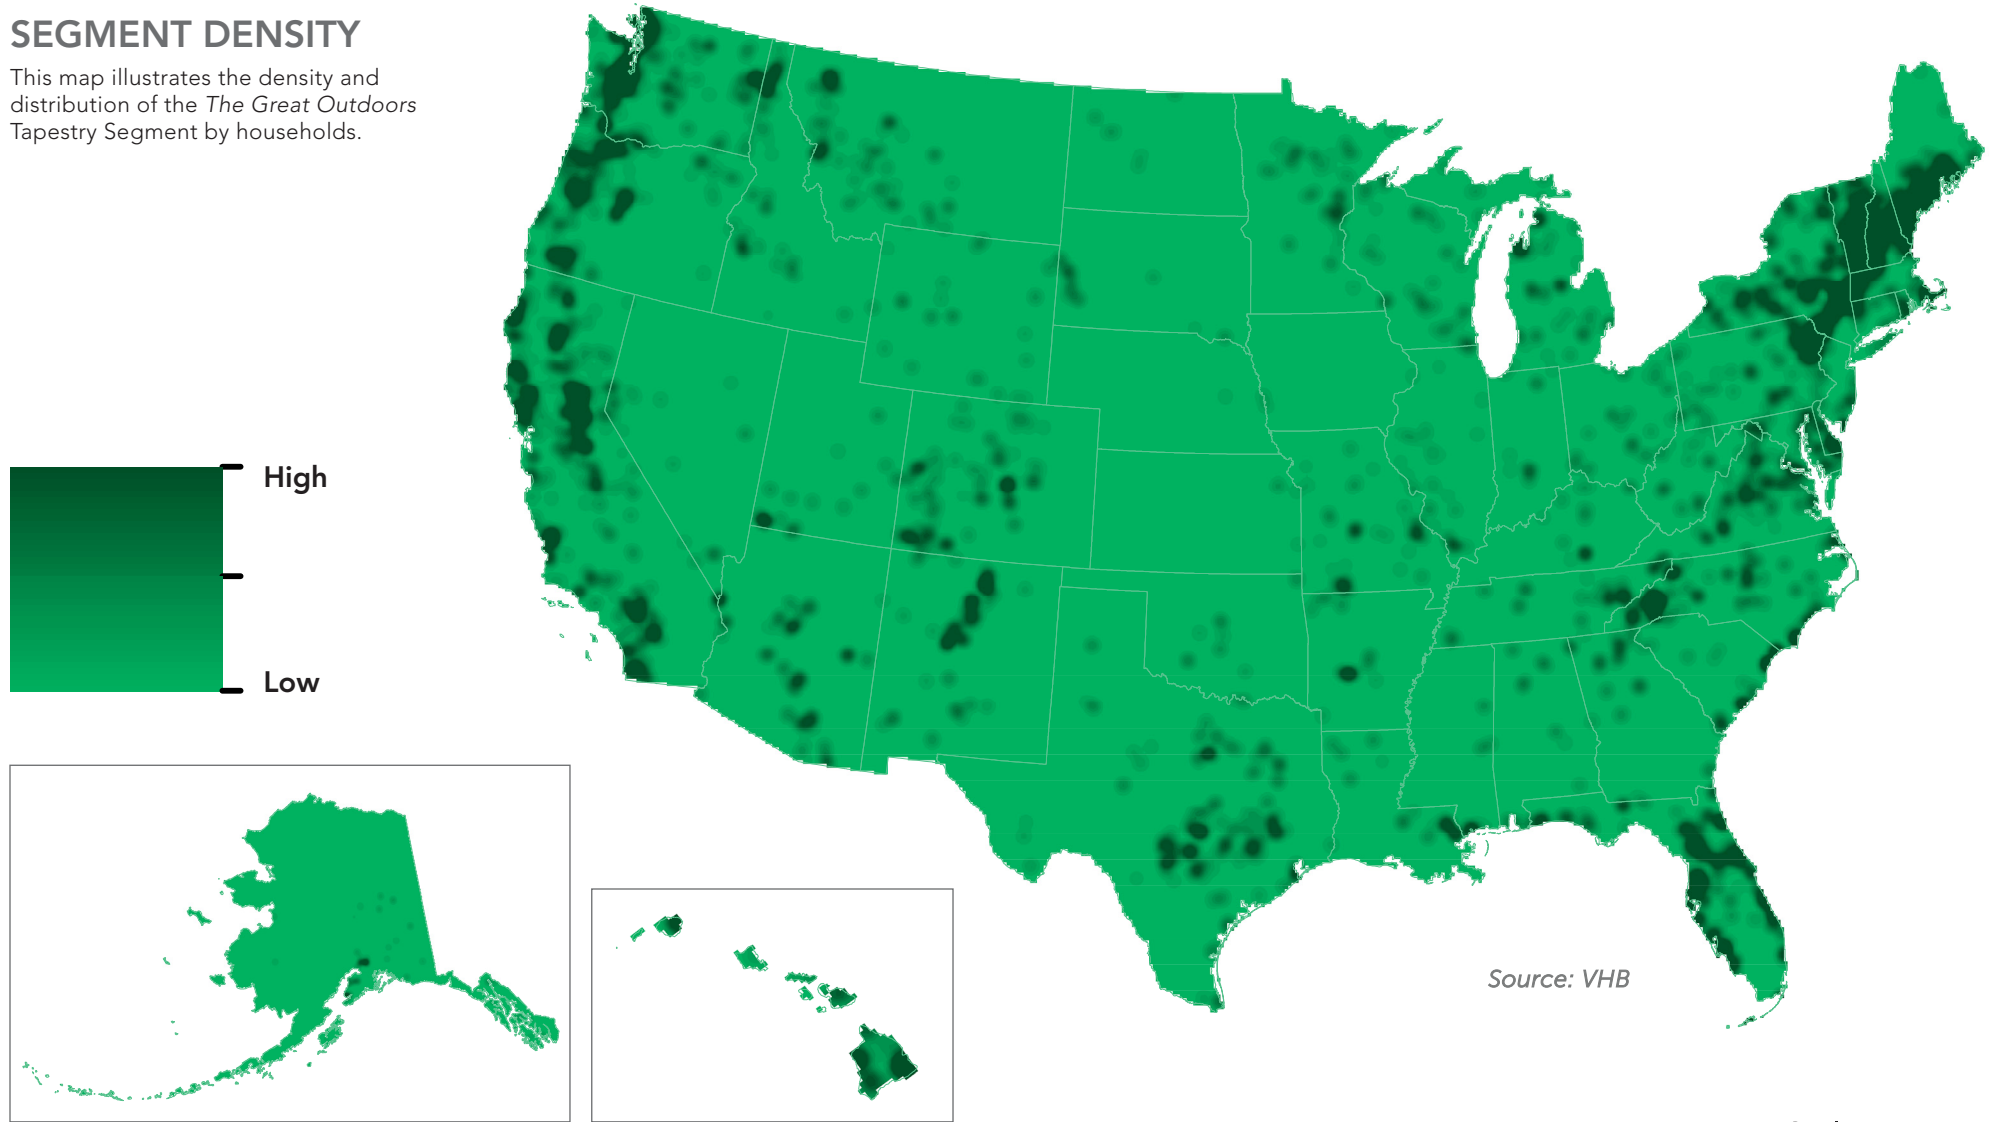 SEGMENT DENSITY
This map illustrates the density and
distribution of the The Great Outdoors
Tapestry Segment by households.
High
Low
Source: VHB